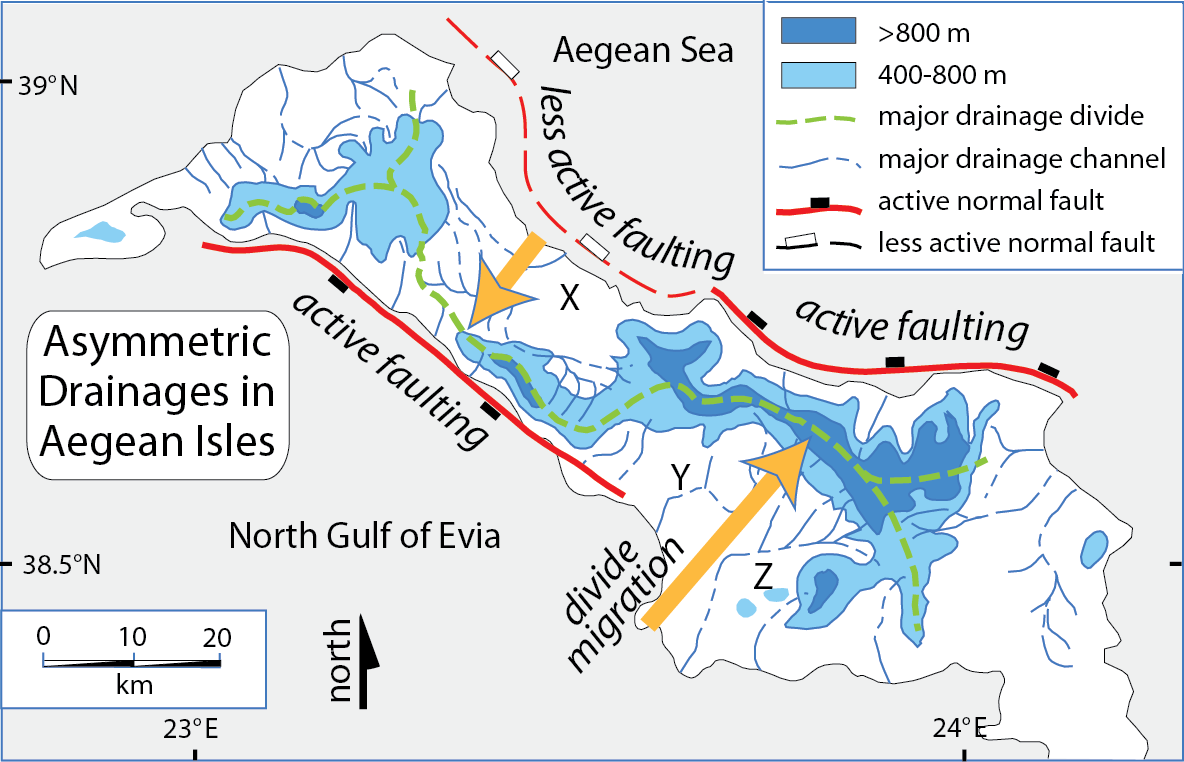 Aegean Sea
>800 m
400-800 m
major drainage divide
major drainage channel
active normal fault
less active normal fault
39°N
less active faulting
X
active faulting
active faulting
Asymmetric
Drainages in
Aegean Isles
Y
North Gulf of Evia
38.5°N
Z
divide
migration
0 10 20
km
north
23°E
24°E